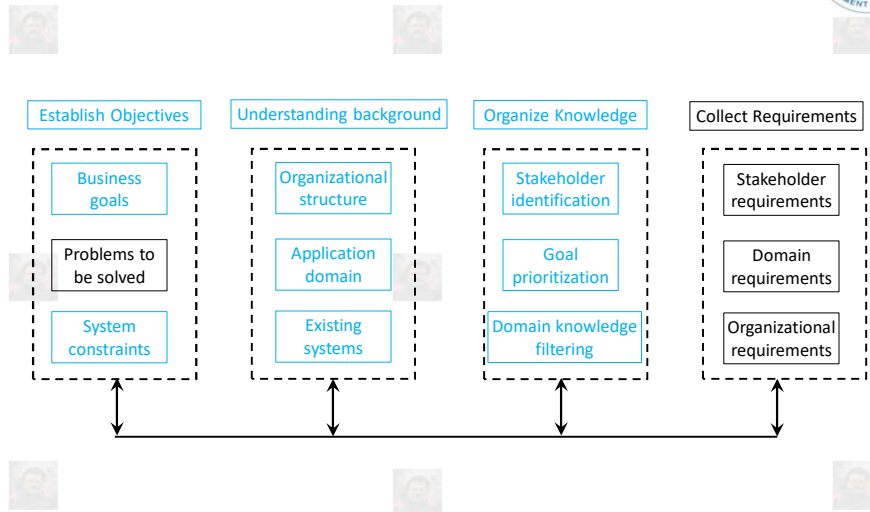 Establish Objectives
Understanding background
Organize Knowledge
Collect Requirements
Business
goals
Problems to
be solved
System
constraints
Organizational
structure
Application
domain
Existing
systems
Stakeholder
identification
Goal
prioritization
Domain knowledge
filtering
Stakeholder
requirements
Domain
requirements
Organizational
requirements